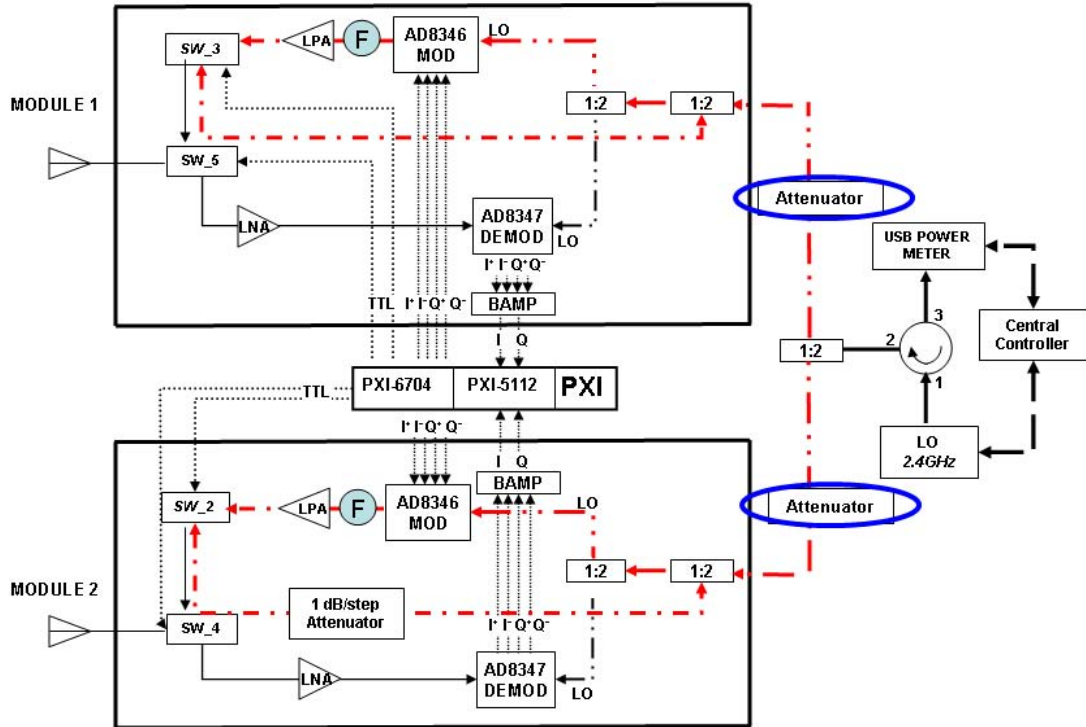 MODULE 1
SW_3
LPA
F
AD8346
MOD
LO
1:2
1:2
SW_5
LNA
AD8347
DEMOD
LO
I⁺ I⁻ Q⁺ Q⁻
BAMP
TTL
I⁺ I⁻ Q⁺ Q⁻
I Q
Attenuator
USB POWER
METER
3
2
1
1:2
Central
Controller
LO
2.4GHz
Attenuator
PXI-6704
PXI-5112
PXI
TTL
I⁺ I⁻ Q⁺ Q⁻
I Q
BAMP
MODULE 2
SW_2
LPA
F
AD8346
MOD
LO
1:2
1:2
1 dB/step
Attenuator
SW_4
I⁺ I⁻ Q⁺ Q⁻
LNA
AD8347
DEMOD
LO